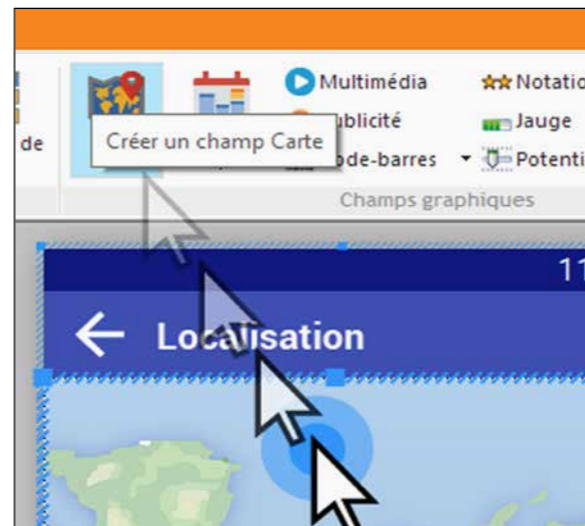 Multimédia
Notatio
de
Créer un champ Carte
ublicité
Jauge
ode-barres
Potenti
Champs graphiques
11
Localisation